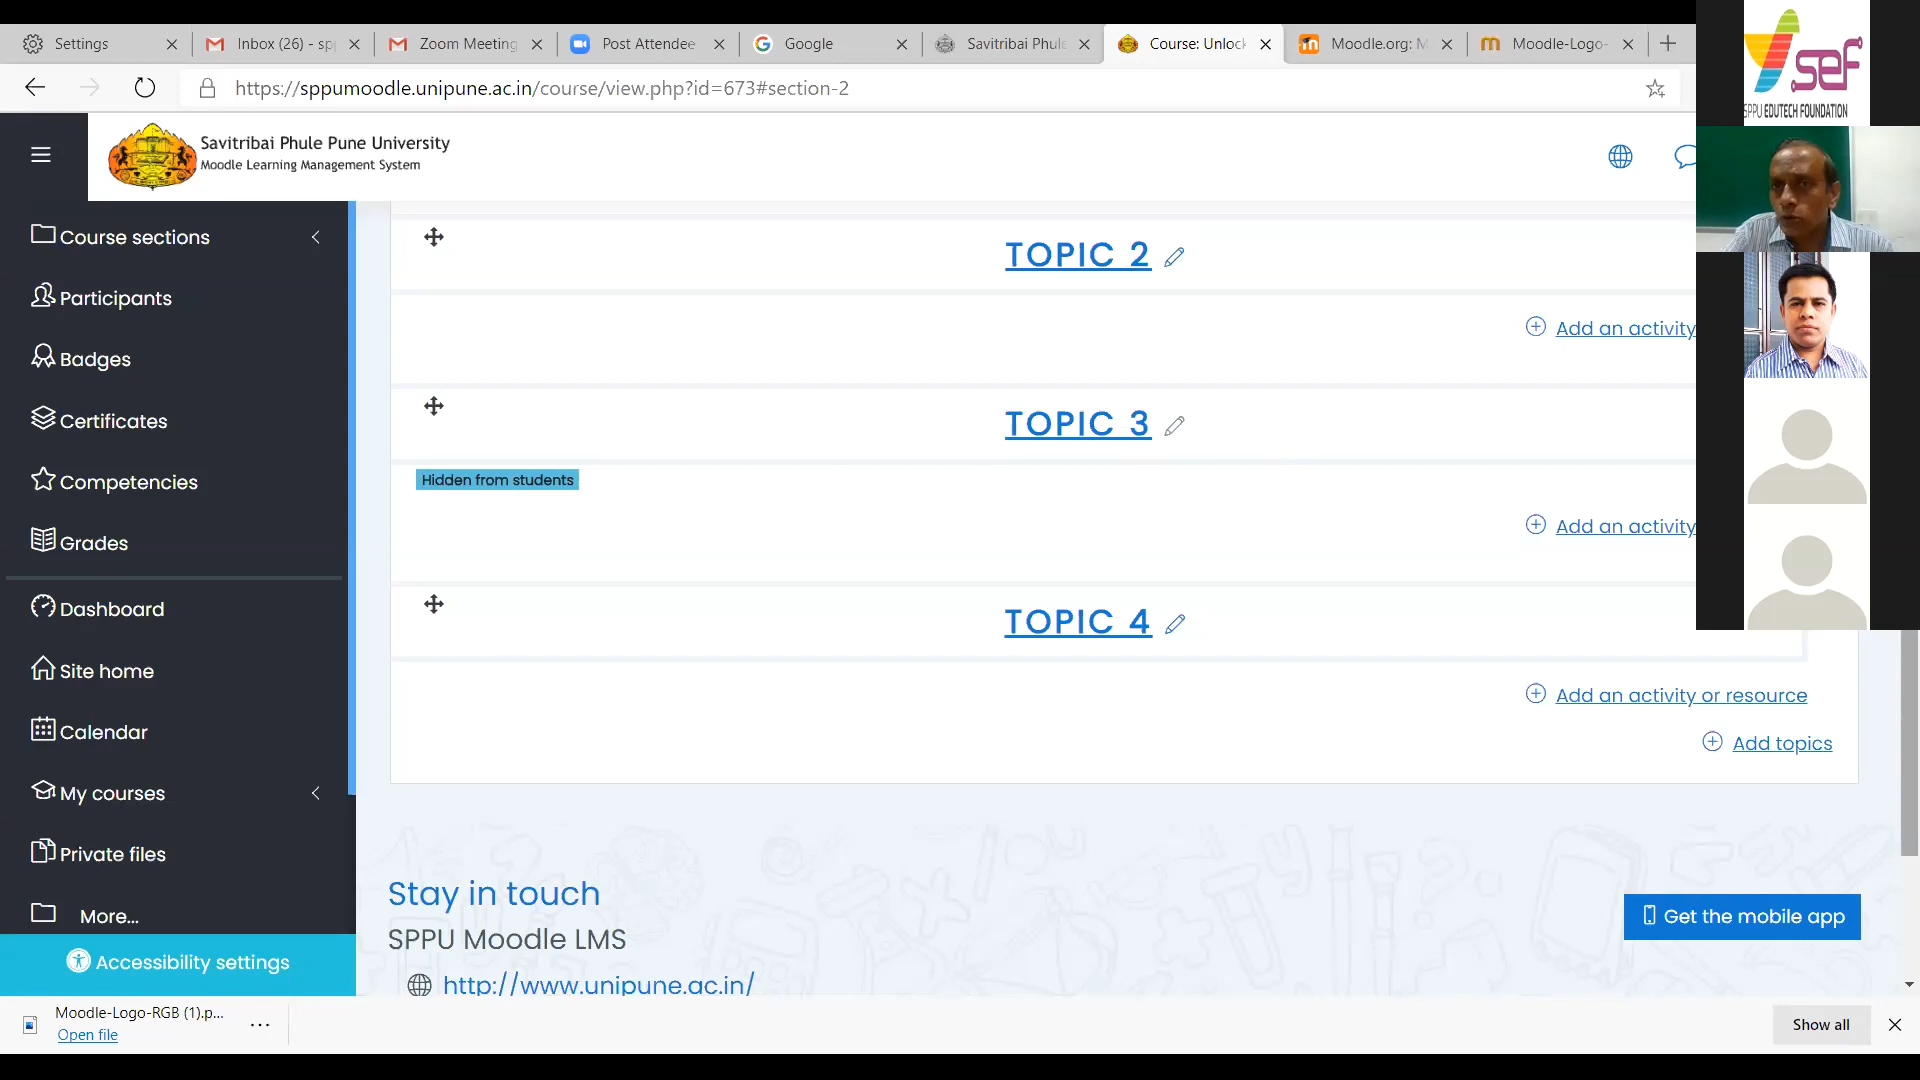 Settings
Inbox (26) - sp
Zoom Meeting
Post Attendee
Google
Savitribai Phule
Course: Unlock
Moodle.org: M
Moodle-Logo-
https://sppumoodle.unipune.ac.in/course/view.php?id=673#section-2
sef
SPPU EDUTECH FOUNDATION
Savitribai Phule Pune University
Moodle Learning Management System
Course sections
Participants
Badges
Certificates
Competencies
Grades
Dashboard
Site home
Calendar
My courses
Private files
More...
Accessibility settings
TOPIC 2
Add an activity
TOPIC 3
Hidden from students
Add an activity
TOPIC 4
Add an activity or resource
Add topics
Stay in touch
SPPU Moodle LMS
http://www.unipune.ac.in/
Get the mobile app
Moodle-Logo-RGB (1).p...
Open file
Show all